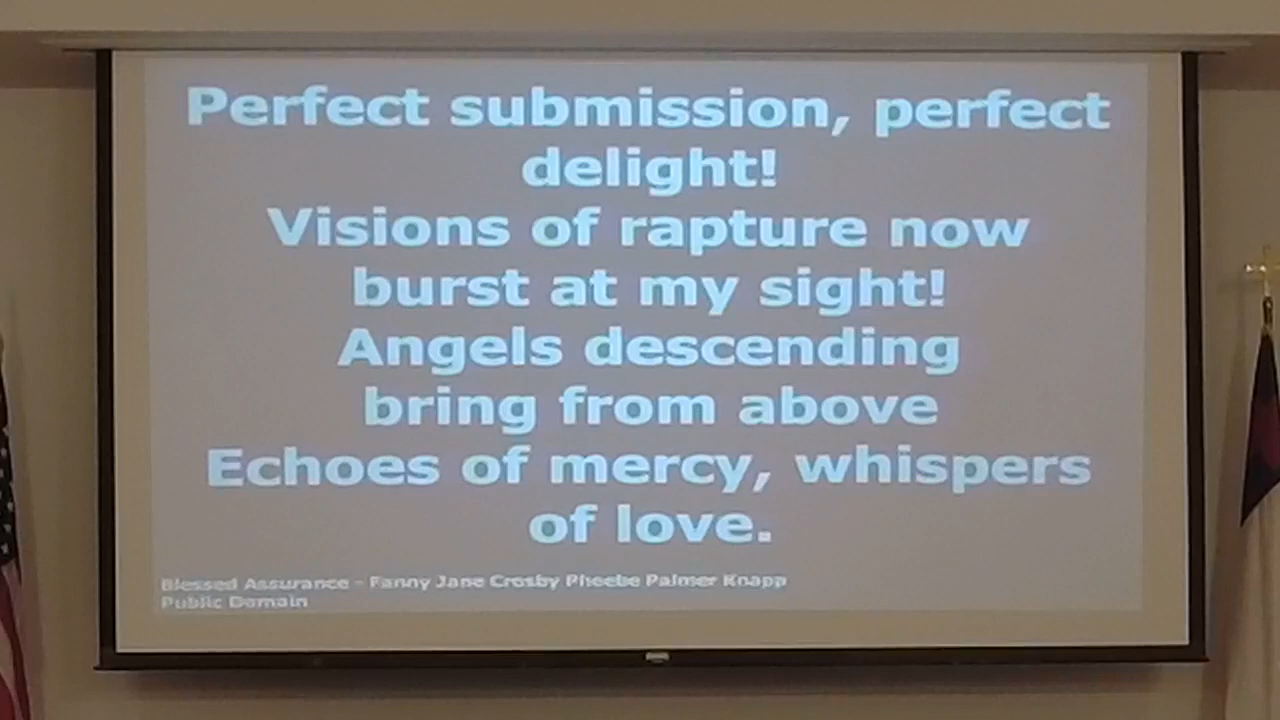 Perfect submission, perfect
delight!
Visions of rapture now
burst at my sight!
Angels descending
bring from above
Echoes of mercy, whispers
of love.
Blessed Assurance - Fanny Jane Crosby Pheebe Palmer Knapp
Public Domain